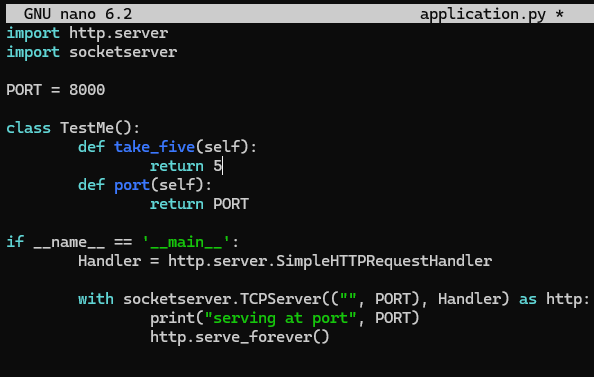 GNU nano 6.2 application.py *
import http.server
import socketserver

PORT = 8000

class TestMe():
        def take_five(self):
                return 5
        def port(self):
                return PORT

if __name__ == '__main__':
        Handler = http.server.SimpleHTTPRequestHandler

        with socketserver.TCPServer(("", PORT), Handler) as http:
                print("serving at port", PORT)
                http.serve_forever()